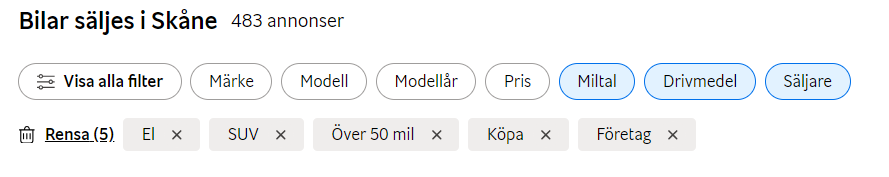 Bilar säljes i Skåne 483 annonser
Visa alla filter Märke Modell Modellår Pris Miltal Drivmedel Säljare
Rensa (5) El × SUV × Över 50 mil × Köpa × Företag ×